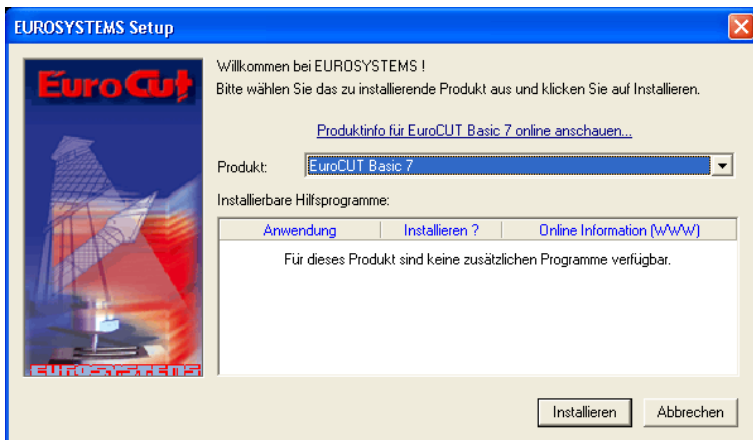 EUROSYSTEMS Setup
EuroCut
Willkommen bei EUROSYSTEMS !
Bitte wählen Sie das zu installierende Produkt aus und klicken Sie auf Installieren.
Produktinfo für EuroCUT Basic 7 online anschauen...
Produkt: EuroCUT Basic 7
Installierbare Hilfsprogramme:
Anwendung Installieren ? Online Information (WWW)
Für dieses Produkt sind keine zusätzlichen Programme verfügbar.
EUROSYSTEMS
Installieren Abbrechen